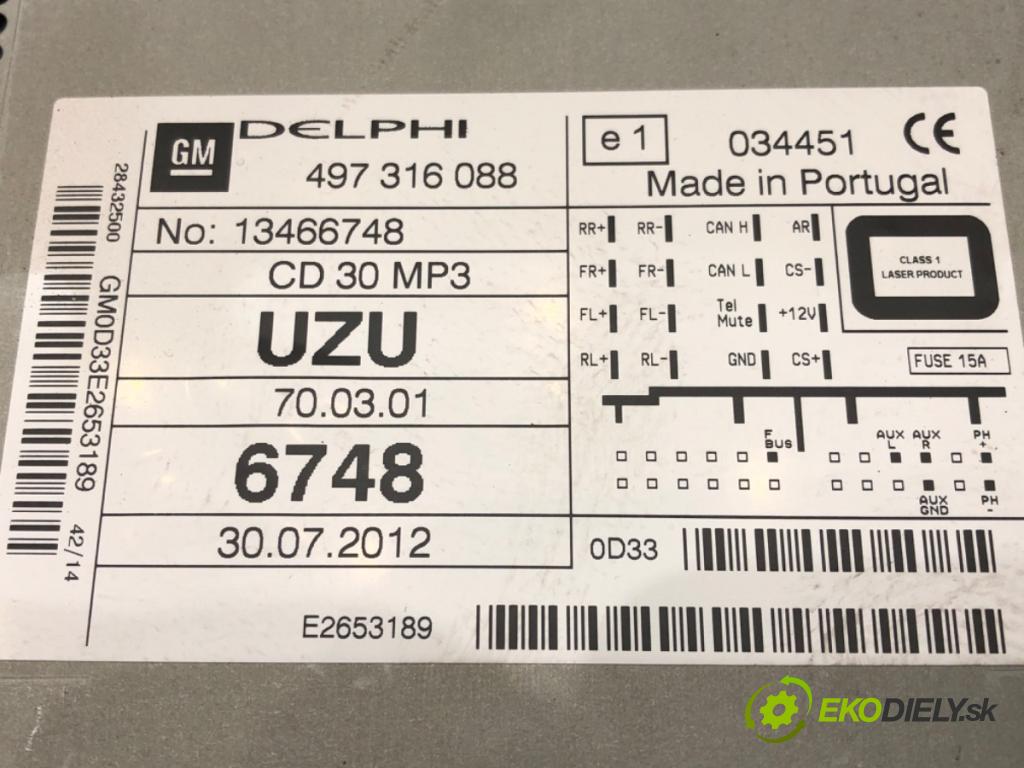 GM
DELPHI
497 316 088
No: 13466748
CD 30 MP3
UZU
70.03.01
6748
30.07.2012
28432500
GM0D33E2653189
42/14
e 1
034451
CE
Made in Portugal
RR+ RR- CAN H AR
FR+ FR- CAN L CS-
FL+ FL- Tel Mute +12V
RL+ RL- GND CS+
CLASS 1
LASER PRODUCT
FUSE 15A
F BUS
AUX L
AUX R
PH +
AUX GND
PH -
0D33
E2653189
EKODIELY.sk